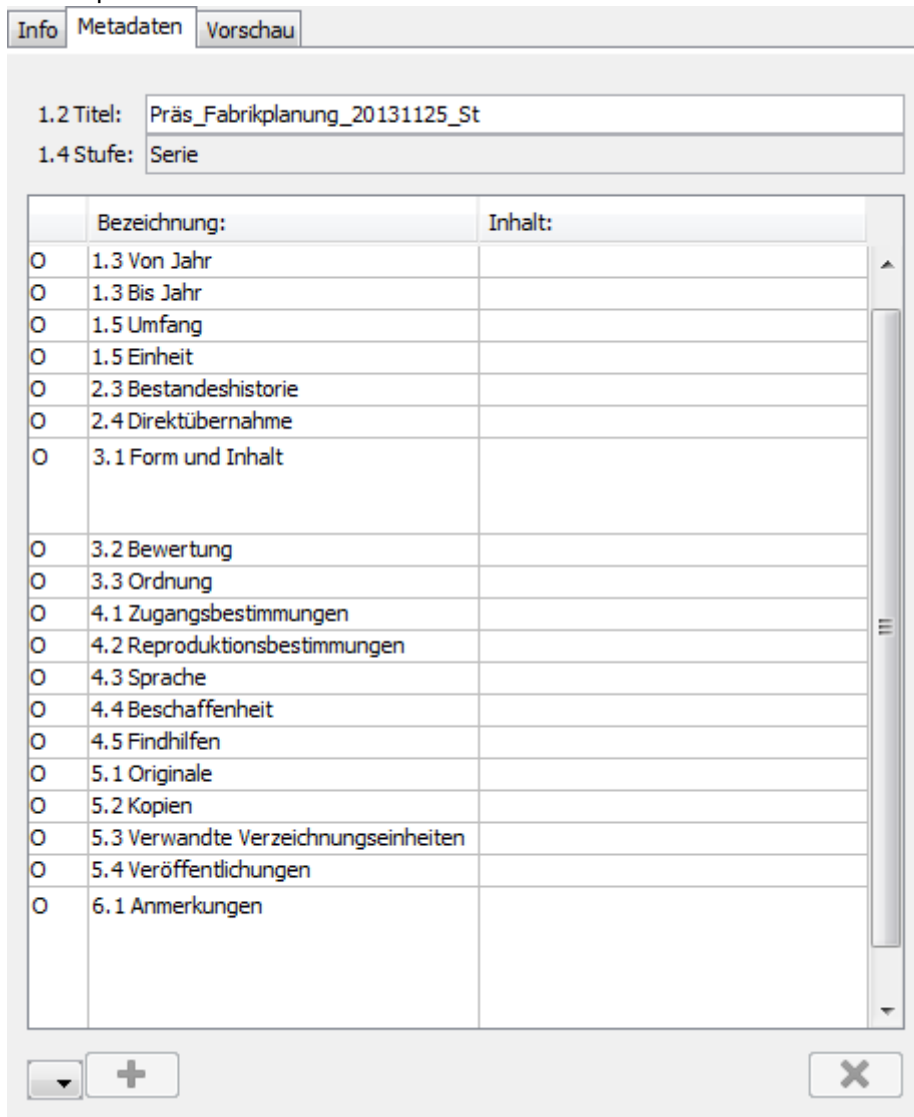 Info Metadaten Vorschau
1.2 Titel: Präs_Fabrikplanung_20131125_St
1.4 Stufe: Serie
Bezeichnung: Inhalt:
O 1.3 Von Jahr
O 1.3 Bis Jahr
O 1.5 Umfang
O 1.5 Einheit
O 2.3 Bestandeshistorie
O 2.4 Direktübernahme
O 3.1 Form und Inhalt
O 3.2 Bewertung
O 3.3 Ordnung
O 4.1 Zugangsbestimmungen
O 4.2 Reproduktionsbestimmungen
O 4.3 Sprache
O 4.4 Beschaffenheit
O 4.5 Findhilfen
O 5.1 Originale
O 5.2 Kopien
O 5.3 Verwandte Verzeichnungseinheiten
O 5.4 Veröffentlichungen
O 6.1 Anmerkungen